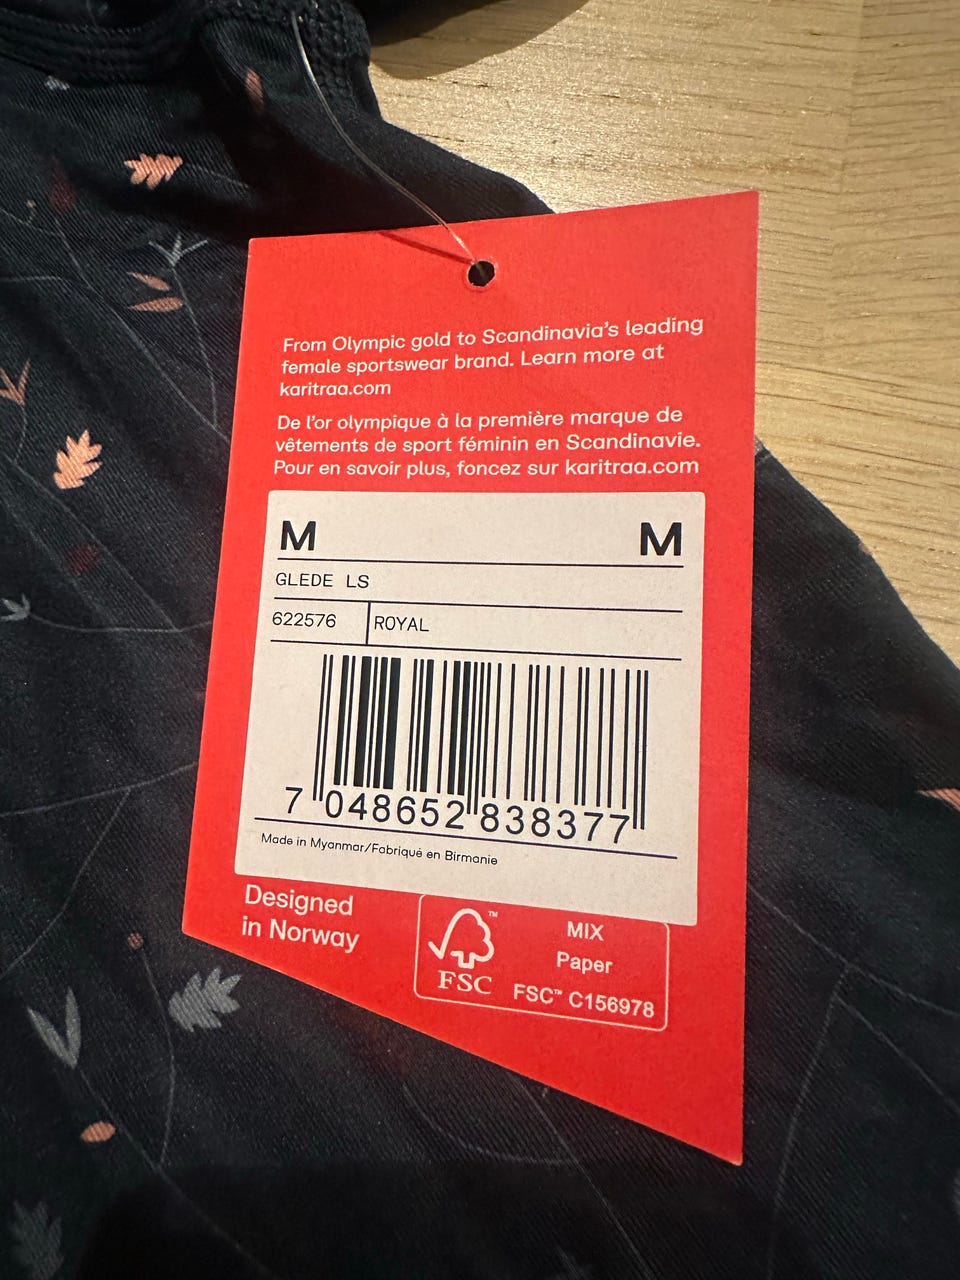 From Olympic gold to Scandinavia's leading
female sportswear brand. Learn more at
karitraa.com
De l'or olympique à la première marque de
vêtements de sport féminin en Scandinavie.
Pour en savoir plus, foncez sur karitraa.com
M M
GLEDE LS
622576 ROYAL
7 048652 838377
Made in Myanmar/Fabriqué en Birmanie
Designed
in Norway
™
FSC
MIX
Paper
FSC™ C156978